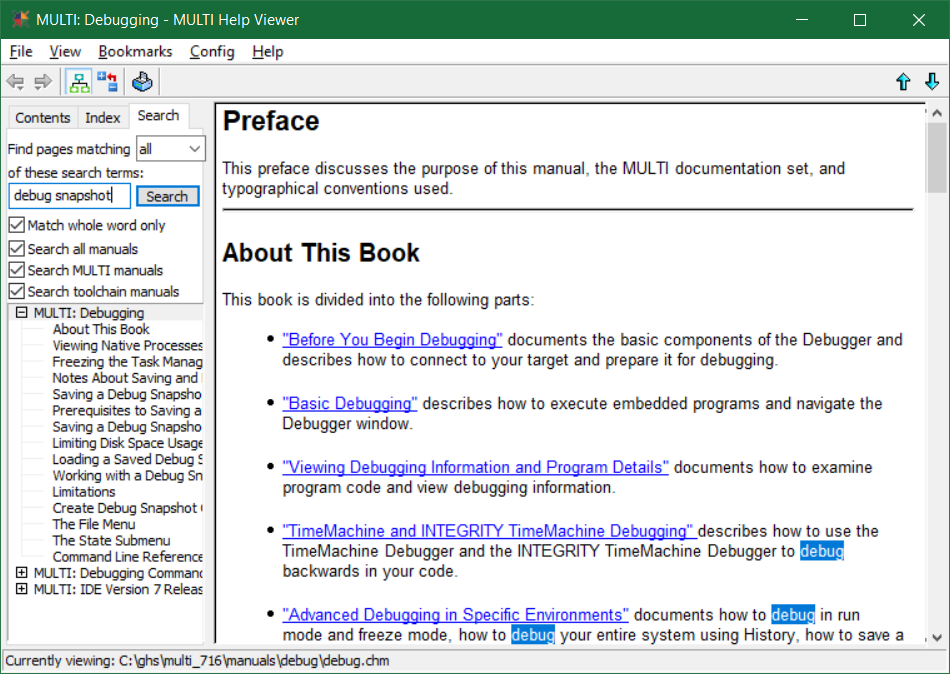 MULTI: Debugging - MULTI Help Viewer
File View Bookmarks Config Help
Contents Index Search
Find pages matching all
of these search terms:
debug snapshot Search
Match whole word only
Search all manuals
Search MULTI manuals
Search toolchain manuals
MULTI: Debugging
About This Book
Viewing Native Processes
Freezing the Task Manag
Notes About Saving and
Saving a Debug Snapsho
Prerequisites to Saving a
Saving a Debug Snapsho
Limiting Disk Space Usage
Loading a Saved Debug S
Working with a Debug Sn
Limitations
Create Debug Snapshot
The File Menu
The State Submenu
Command Line Reference
MULTI: Debugging Command
MULTI: IDE Version 7 Releas
Preface
This preface discusses the purpose of this manual, the MULTI documentation set, and
typographical conventions used.
About This Book
This book is divided into the following parts:
• "Before You Begin Debugging" documents the basic components of the Debugger and
describes how to connect to your target and prepare it for debugging.
• "Basic Debugging" describes how to execute embedded programs and navigate the
Debugger window.
• "Viewing Debugging Information and Program Details" documents how to examine
program code and view debugging information.
• "TimeMachine and INTEGRITY TimeMachine Debugging" describes how to use the
TimeMachine Debugger and the INTEGRITY TimeMachine Debugger to debug
backwards in your code.
• "Advanced Debugging in Specific Environments" documents how to debug in run
mode and freeze mode, how to debug your entire system using History, how to save a
Currently viewing: C:\ghs\multi_716\manuals\debug\debug.chm